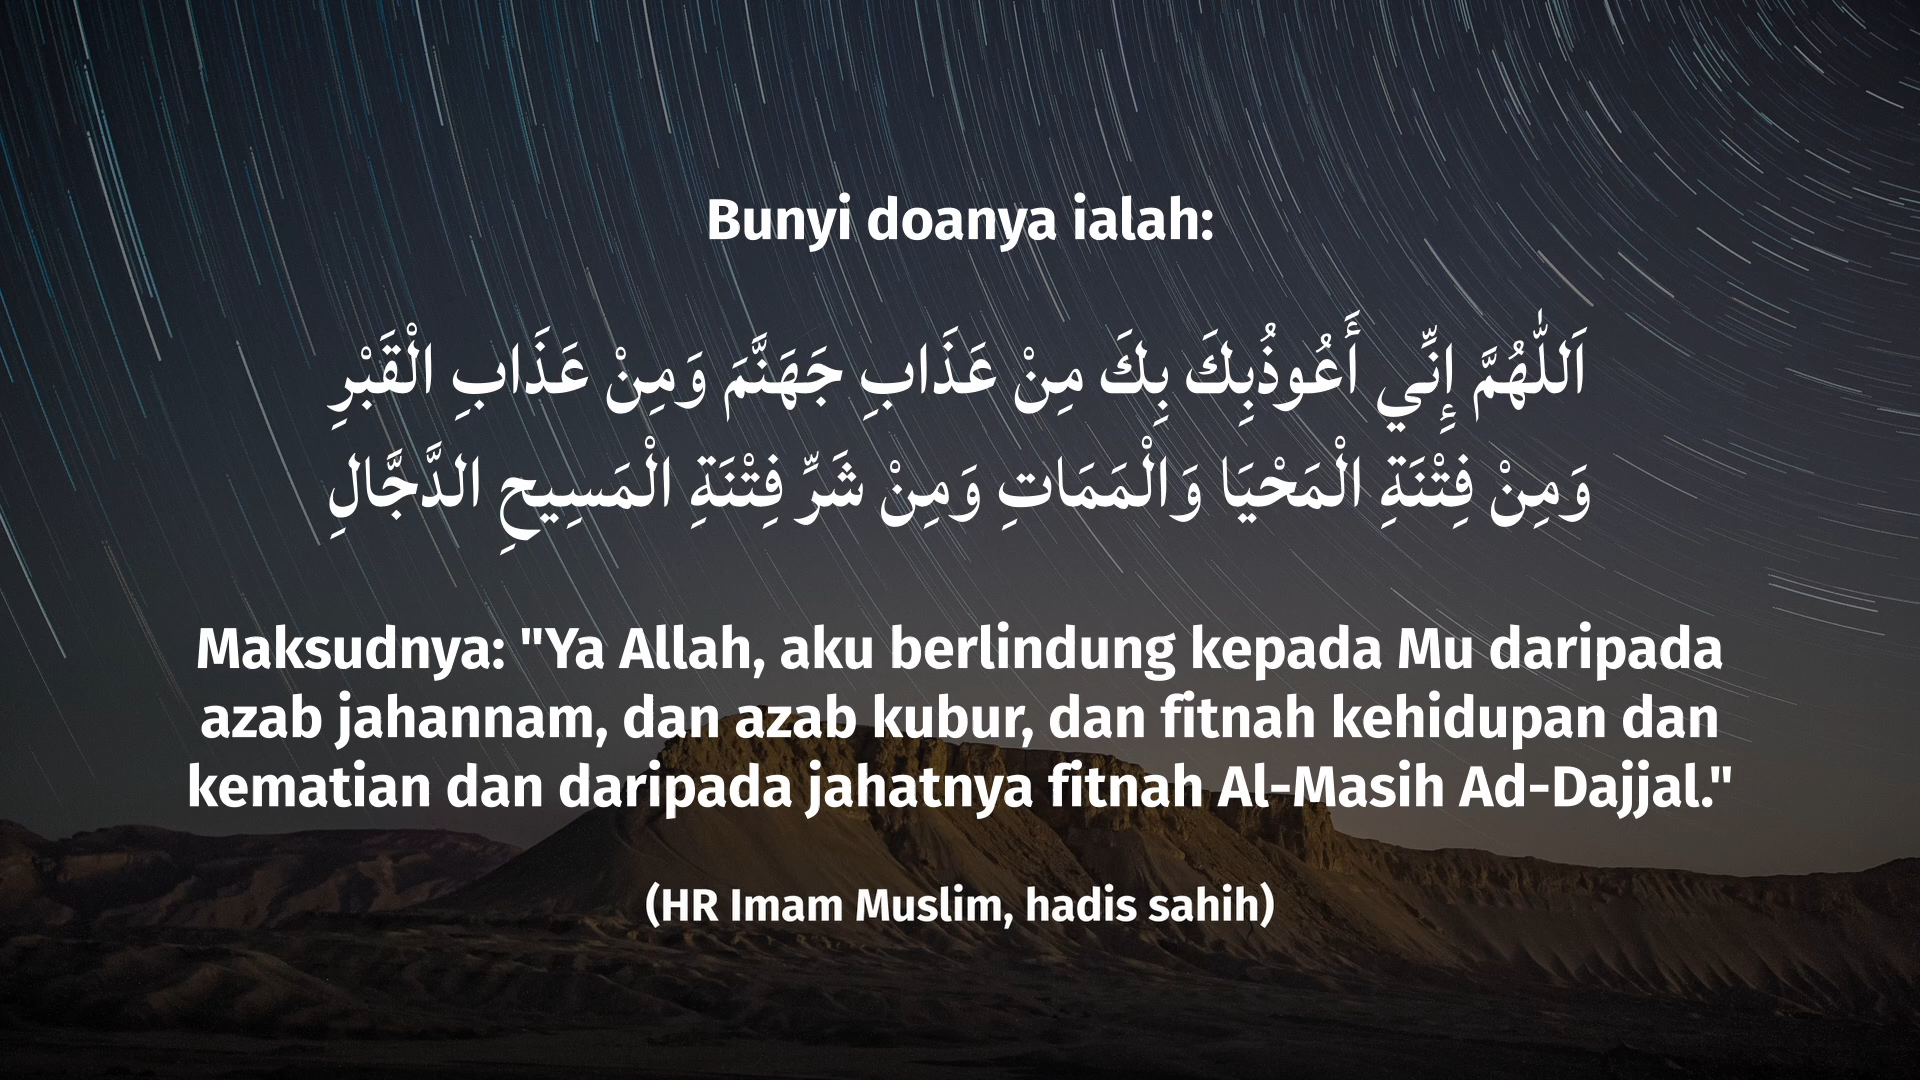 Bunyi doanya ialah:
اَللّٰهُمَّ إِنِّي أَعُوذُبِكَ بِكَ مِنْ عَذَابِ جَهَنَّمَ وَمِنْ عَذَابِ الْقَبْرِ
وَمِنْ فِتْنَةِ الْمَحْيَا وَالْمَمَاتِ وَمِنْ شَرِّ فِتْنَةِ الْمَسِيحِ الدَّجَّالِ
Maksudnya: "Ya Allah, aku berlindung kepada Mu daripada
azab jahannam, dan azab kubur, dan fitnah kehidupan dan
kematian dan daripada jahatnya fitnah Al-Masih Ad-Dajjal."
(HR Imam Muslim, hadis sahih)